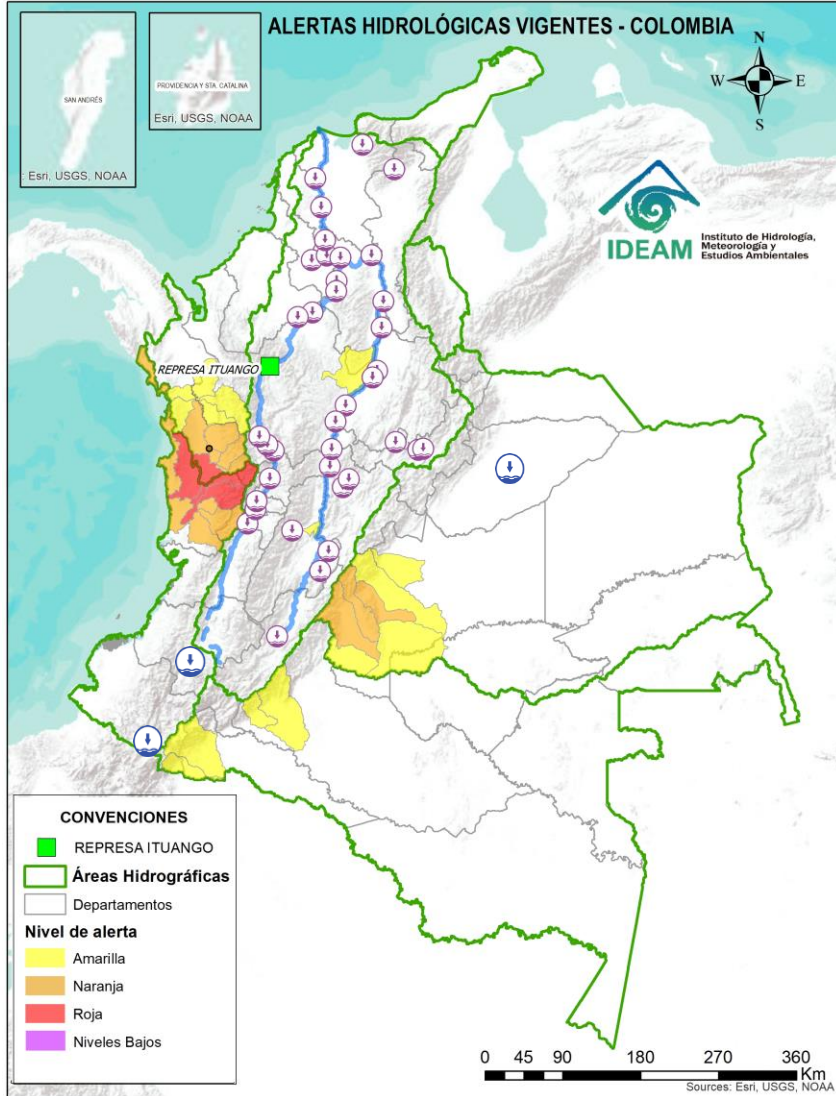 ALERTAS HIDROLÓGICAS VIGENTES - COLOMBIA
SAN ANDRÉS
: Esri, USGS, NOAA
PROVIDENCIA Y STA. CATALINA
Esri, USGS, NOAA
N
W
E
S
IDEAM
Instituto de Hidrología,
Meteorología y
Estudios Ambientales
REPRESA ITUANGO
CONVENCIONES
REPRESA ITUANGO
Áreas Hidrográficas
Departamentos
Nivel de alerta
Amarilla
Naranja
Roja
Niveles Bajos
0 45 90 180 270 360
Km
Sources: Esri, USGS, NOAA